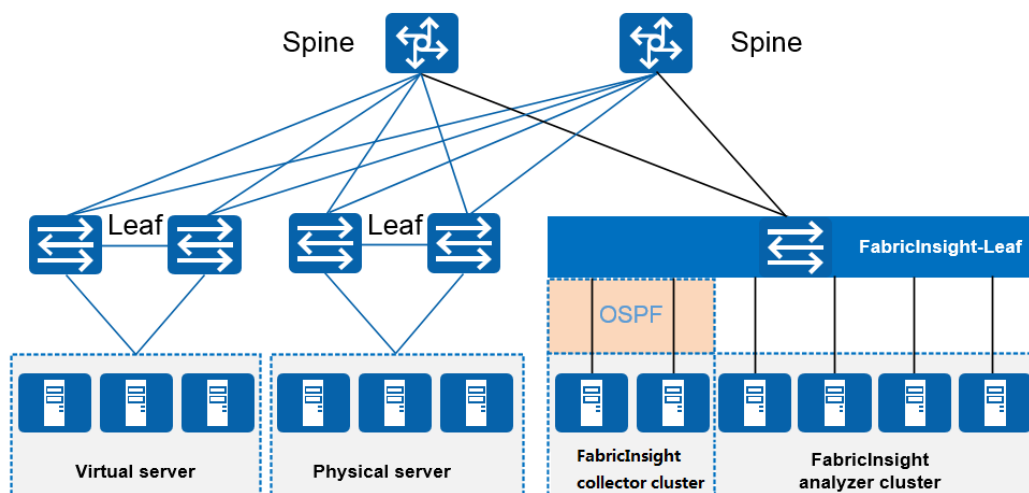 Spine
Spine
Leaf
Leaf
FabricInsight-Leaf
OSPF
Virtual server
Physical server
FabricInsight
collector cluster
FabricInsight
analyzer cluster